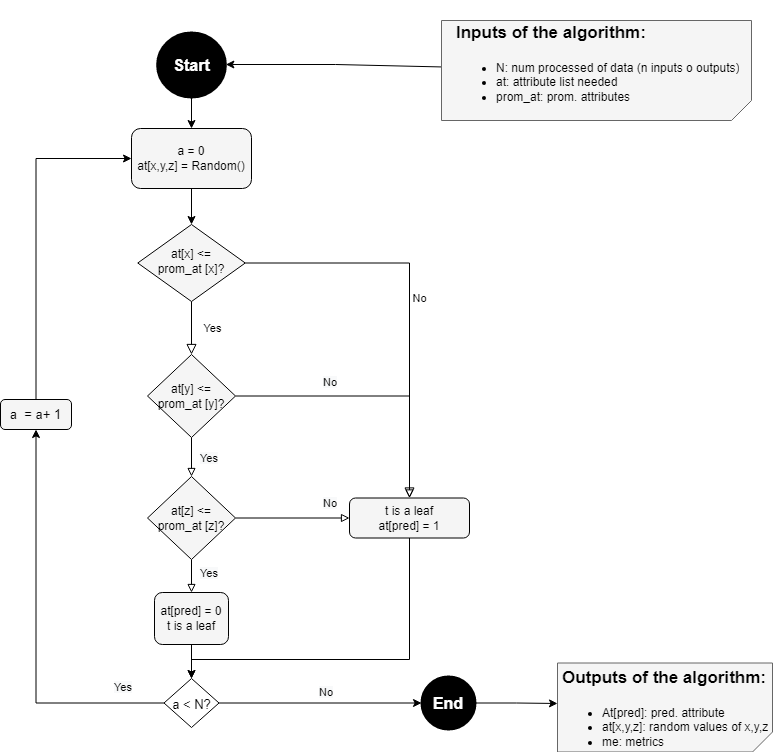 Inputs of the algorithm:
Start
N: num processed of data (n inputs o outputs)
at: attribute list needed
prom_at: prom. attributes
a = 0
at[x,y,z] = Random()
at[x] <=
prom_at [x]?
No
Yes
at[y] <=
prom_at [y]?
No
a = a+ 1
Yes
at[z] <=
prom_at [z]?
No
t is a leaf
at[pred] = 1
Yes
at[pred] = 0
t is a leaf
a < N?
Yes
No
End
Outputs of the algorithm:
At[pred]: pred. attribute
at[x,y,z]: random values of x,y,z
me: metrics